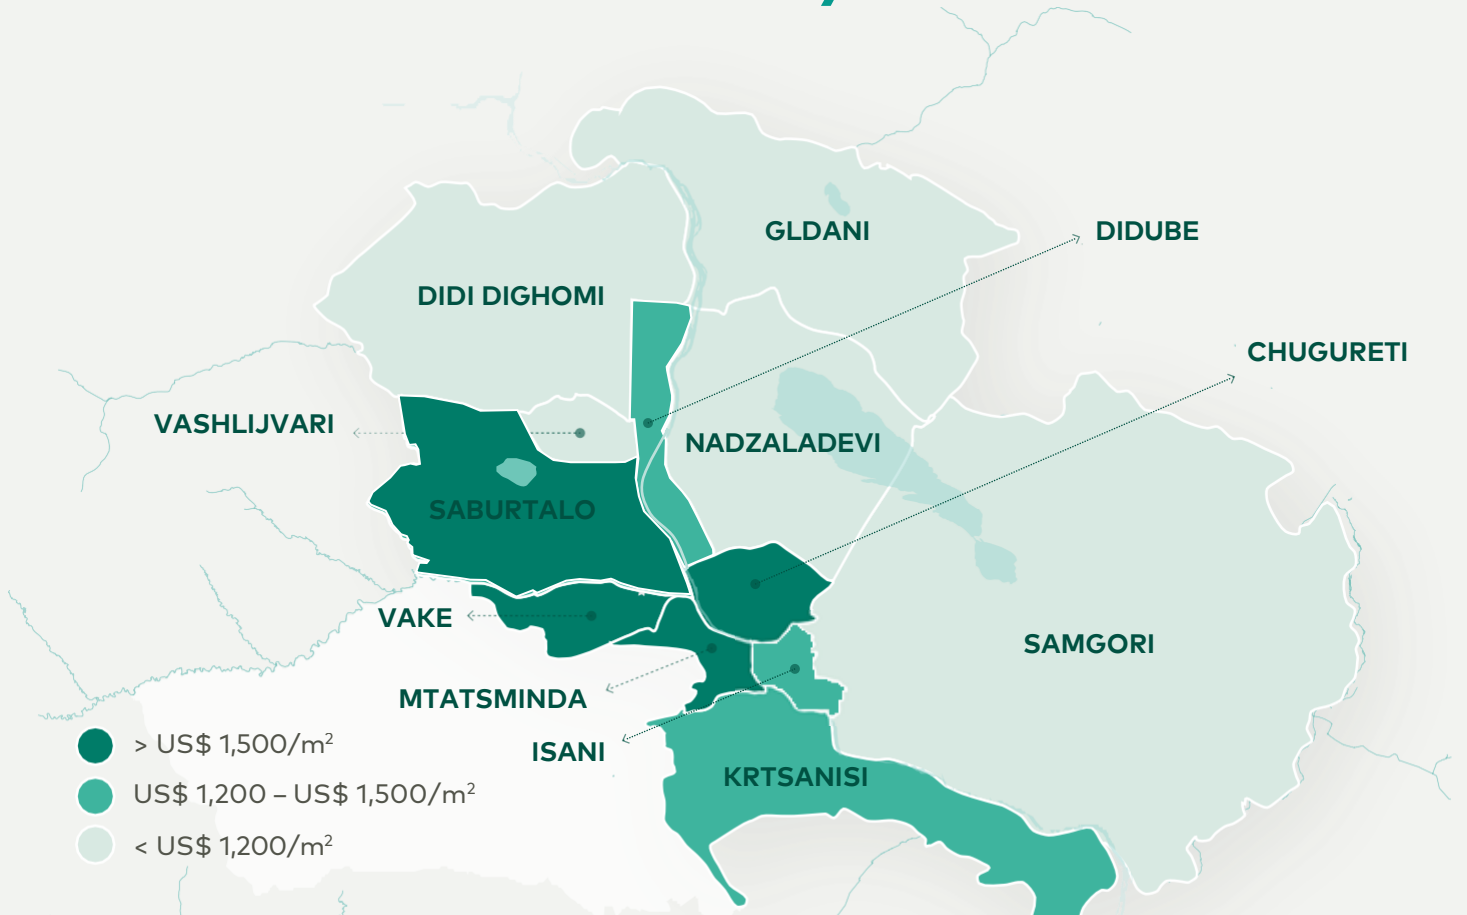 GLDANI
DIDUBE
DIDI DIGHOMI
CHUGURETI
VASHLIJVARI
NADZALADEVI
SABURTALO
VAKE
SAMGORI
MTATSMINDA
ISANI
KRTSANISI
> US$ 1,500/m²
US$ 1,200 – US$ 1,500/m²
< US$ 1,200/m²